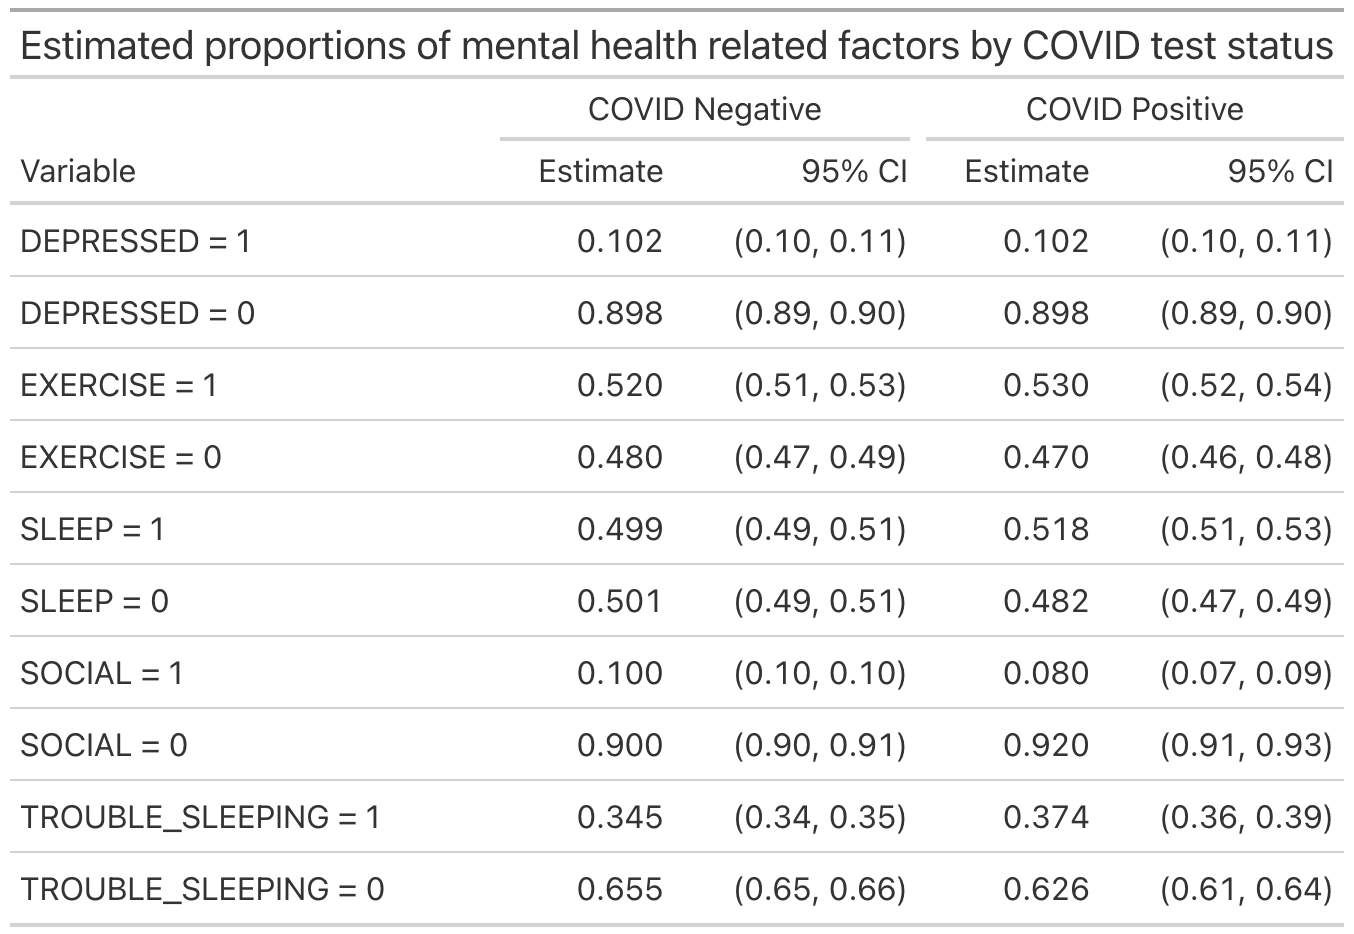 Estimated proportions of mental health related factors by COVID test status
COVID Negative COVID Positive
Variable Estimate 95% CI Estimate 95% CI
DEPRESSED = 1 0.102 (0.10, 0.11) 0.102 (0.10, 0.11)
DEPRESSED = 0 0.898 (0.89, 0.90) 0.898 (0.89, 0.90)
EXERCISE = 1 0.520 (0.51, 0.53) 0.530 (0.52, 0.54)
EXERCISE = 0 0.480 (0.47, 0.49) 0.470 (0.46, 0.48)
SLEEP = 1 0.499 (0.49, 0.51) 0.518 (0.51, 0.53)
SLEEP = 0 0.501 (0.49, 0.51) 0.482 (0.47, 0.49)
SOCIAL = 1 0.100 (0.10, 0.10) 0.080 (0.07, 0.09)
SOCIAL = 0 0.900 (0.90, 0.91) 0.920 (0.91, 0.93)
TROUBLE_SLEEPING = 1 0.345 (0.34, 0.35) 0.374 (0.36, 0.39)
TROUBLE_SLEEPING = 0 0.655 (0.65, 0.66) 0.626 (0.61, 0.64)